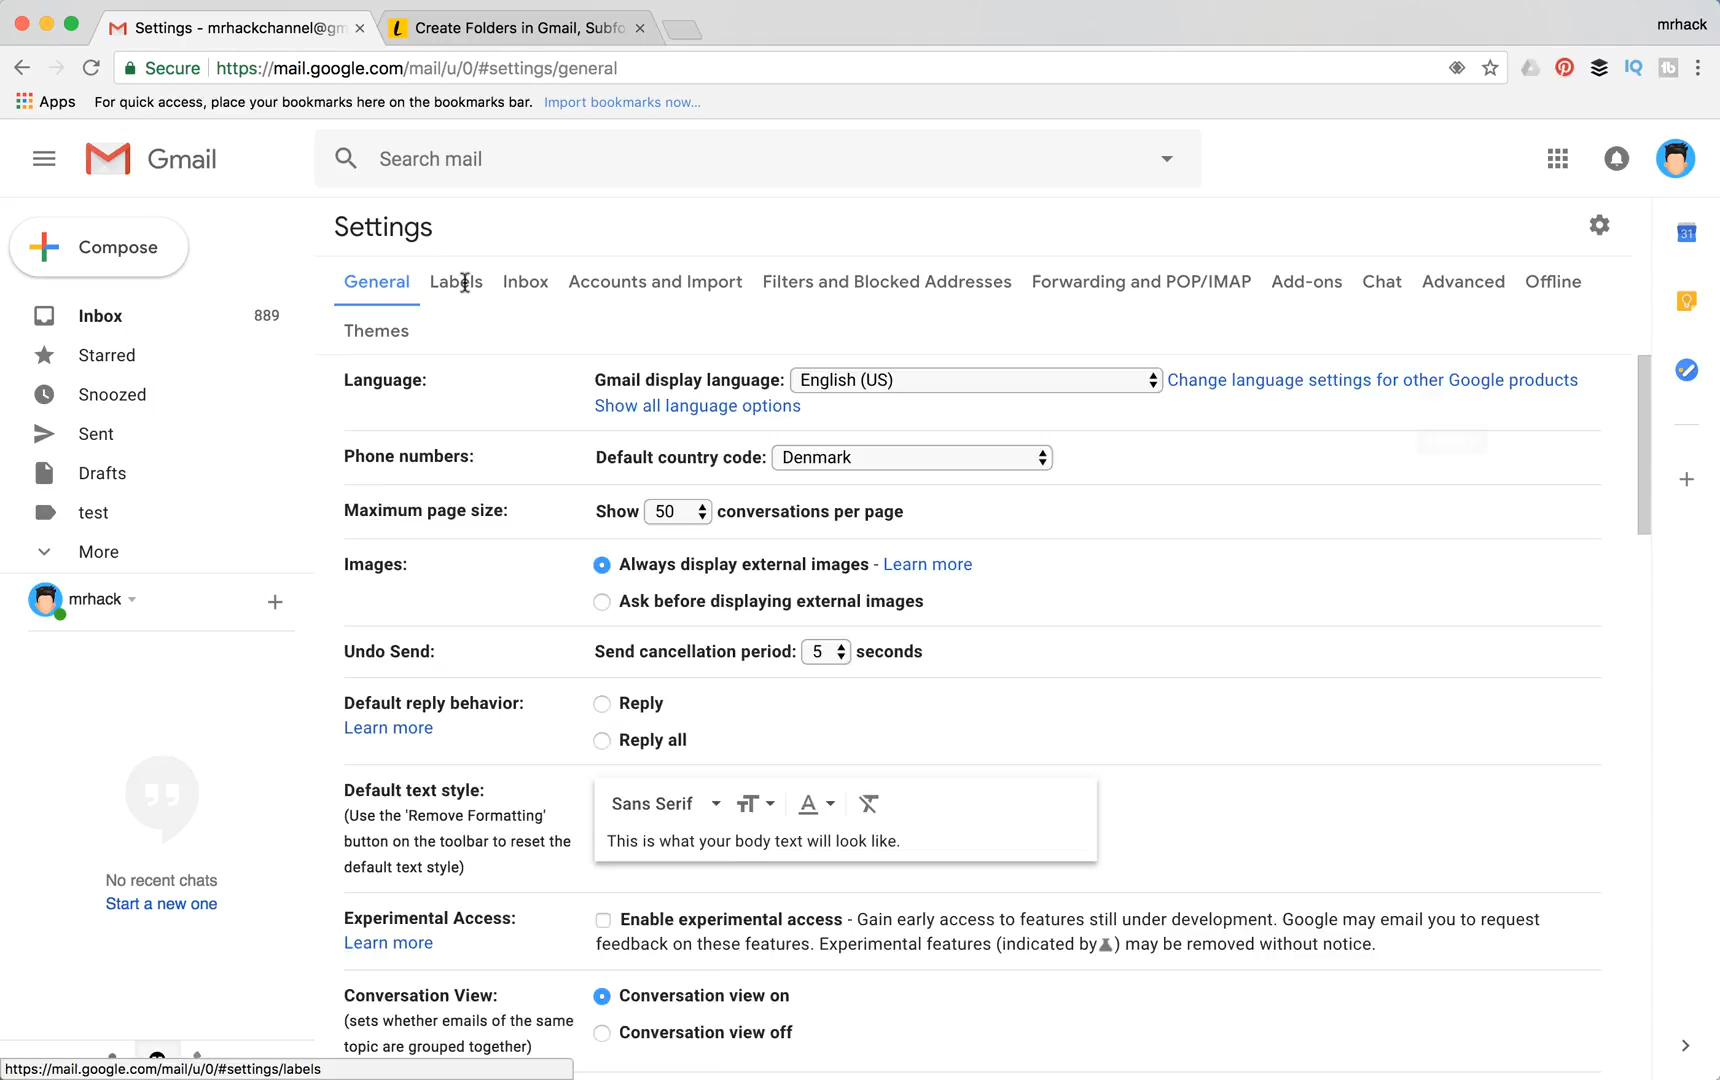 Settings - mrhackchannel@gm
Create Folders in Gmail, Subfo
mrhack
Secure
https://mail.google.com/mail/u/0/#settings/general
Apps
For quick access, place your bookmarks here on the bookmarks bar.
Import bookmarks now...
Gmail
Search mail
Compose
Settings
31
General
Labels
Inbox
Accounts and Import
Filters and Blocked Addresses
Forwarding and POP/IMAP
Add-ons
Chat
Advanced
Offline
Themes
Inbox
889
Starred
Snoozed
Sent
Drafts
test
More
mrhack
No recent chats
Start a new one
Language:
Gmail display language: English (US) Change language settings for other Google products
Show all language options
Phone numbers:
Default country code: Denmark
Maximum page size:
Show 50 conversations per page
Images:
Always display external images - Learn more
Ask before displaying external images
Undo Send:
Send cancellation period: 5 seconds
Default reply behavior:
Learn more
Reply
Reply all
Default text style:
(Use the 'Remove Formatting'
button on the toolbar to reset the
default text style)
Sans Serif
This is what your body text will look like.
Experimental Access:
Learn more
Enable experimental access - Gain early access to features still under development. Google may email you to request
feedback on these features. Experimental features (indicated by ) may be removed without notice.
Conversation View:
(sets whether emails of the same
topic are grouped together)
Conversation view on
Conversation view off
https://mail.google.com/mail/u/0/#settings/labels